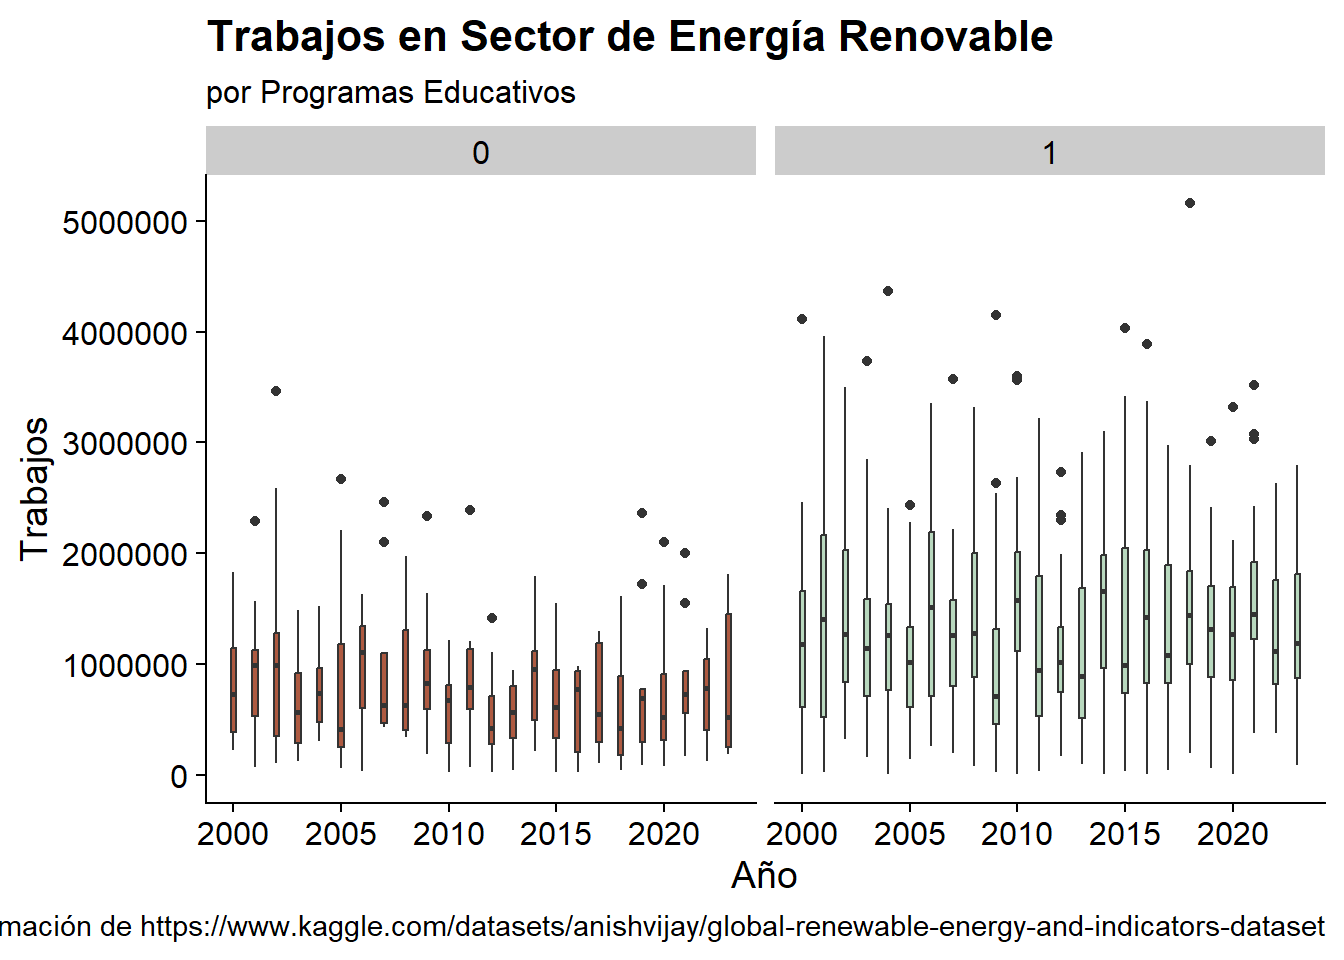 Trabajos en Sector de Energía Renovable
por Programas Educativos
0 1
5000000
4000000
3000000
2000000
1000000
0
Trabajos
2000 2005 2010 2015 2020 2000 2005 2010 2015 2020
Año
mación de https://www.kaggle.com/datasets/anishvijay/global-renewable-energy-and-indicators-dataset